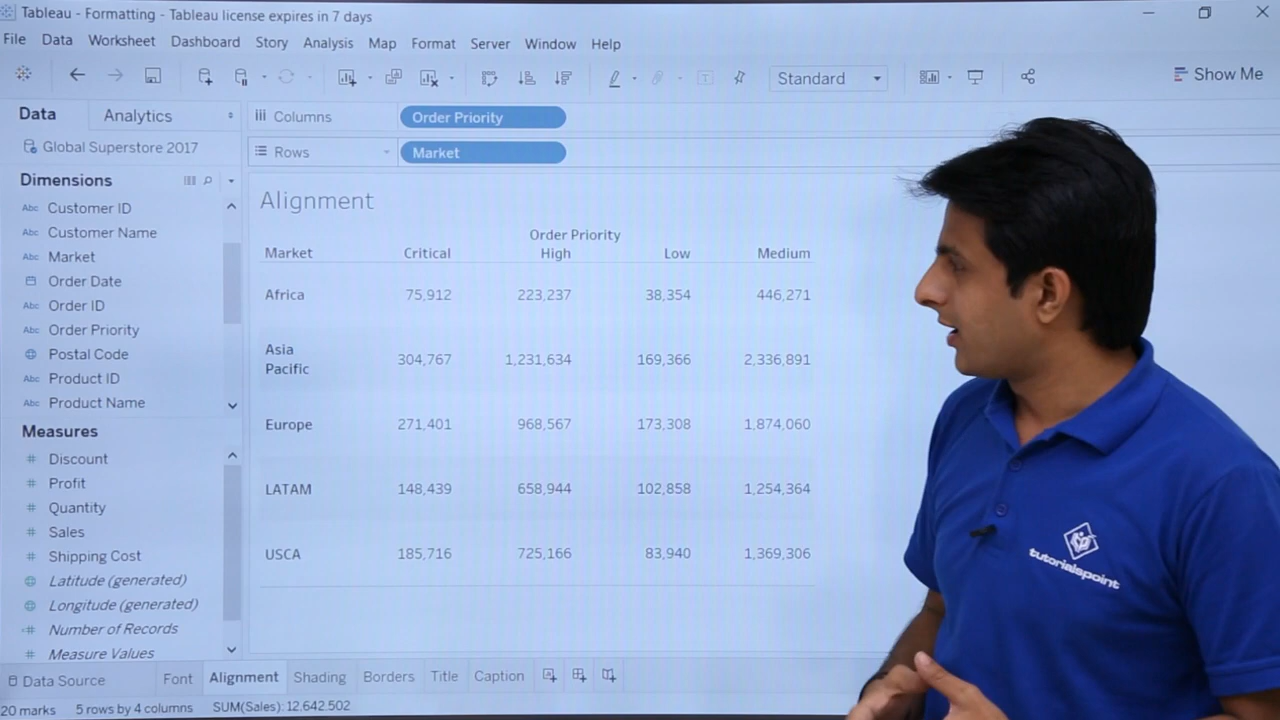 Tableau - Formatting - Tableau license expires in 7 days
File Data Worksheet Dashboard Story Analysis Map Format Server Window Help
Standard
Show Me
Data Analytics
Columns Order Priority
Global Superstore 2017
Rows Market
Dimensions
Abc Customer ID
Abc Customer Name
Abc Market
Order Date
Abc Order ID
Abc Order Priority
Postal Code
Abc Product ID
Abc Product Name
Measures
# Discount
# Profit
# Quantity
# Sales
# Shipping Cost
Latitude (generated)
Longitude (generated)
# Number of Records
# Measure Values
Alignment
Order Priority
Market Critical High Low Medium
Africa 75,912 223,237 38,354 446,271
Asia
Pacific 304,767 1,231,634 169,366 2,336,891
Europe 271,401 968,567 173,308 1,874,060
LATAM 148,439 658,944 102,858 1,254,364
USCA 185,716 725,166 83,940 1,369,306
tutorialspoint
Data Source Font Alignment Shading Borders Title Caption
20 marks 5 rows by 4 columns SUM(Sales): 12,642,502